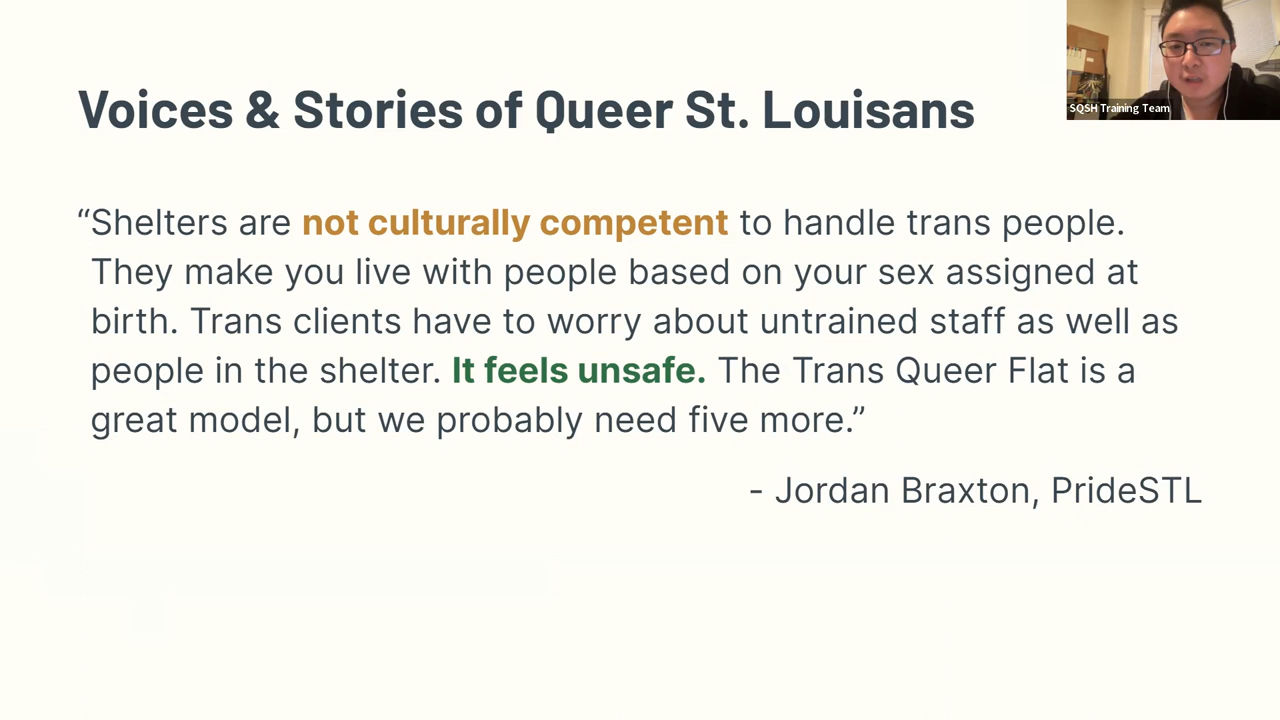 Voices & Stories of Queer St. Louisans
SQSH Training Team
“Shelters are not culturally competent to handle trans people.
They make you live with people based on your sex assigned at
birth. Trans clients have to worry about untrained staff as well as
people in the shelter. It feels unsafe. The Trans Queer Flat is a
great model, but we probably need five more.”
- Jordan Braxton, PrideSTL